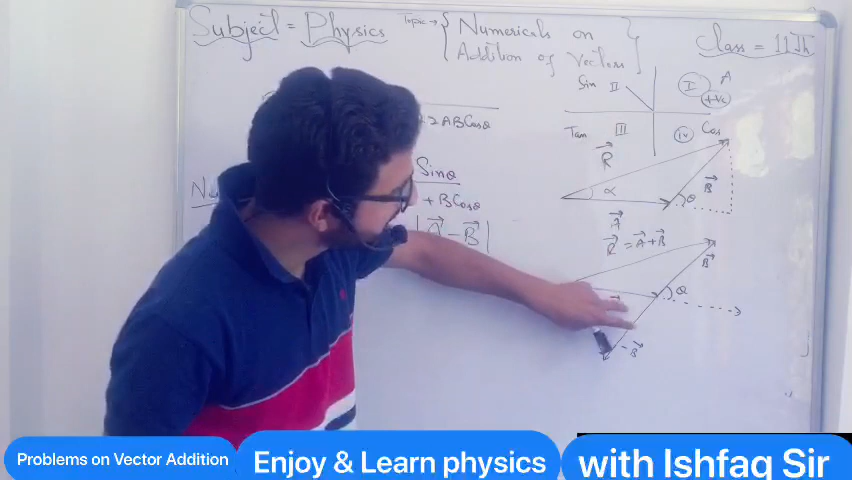 Subject = Physics
Topic → { Numericals on
Addition of Vectors }
Class = 11Th
Sin II
I
A
+ve
Tan III
IV Cos
2ABCosθ
Sinθ
+ BCosθ
|A⃗ - B⃗|
R⃗
α
B⃗
θ
A⃗
R⃗ = A⃗ + B⃗
B⃗
θ
-B⃗
Problems on Vector Addition
Enjoy & Learn physics
with Ishfaq Sir